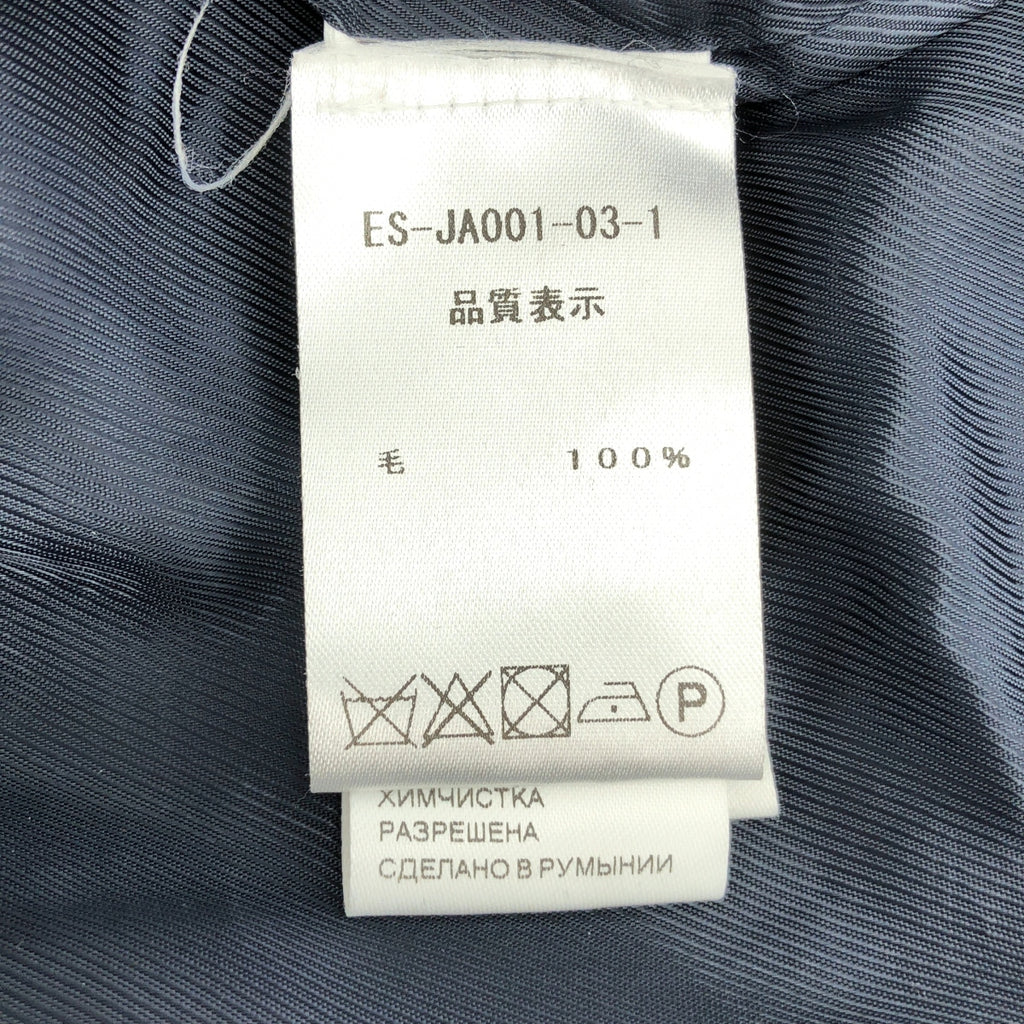 ES-JA001-03-1
品質表示
毛 100%
P
ХИМЧИСТКА
РАЗРЕШЕНА
СДЕЛАНО В РУМЫНИИ